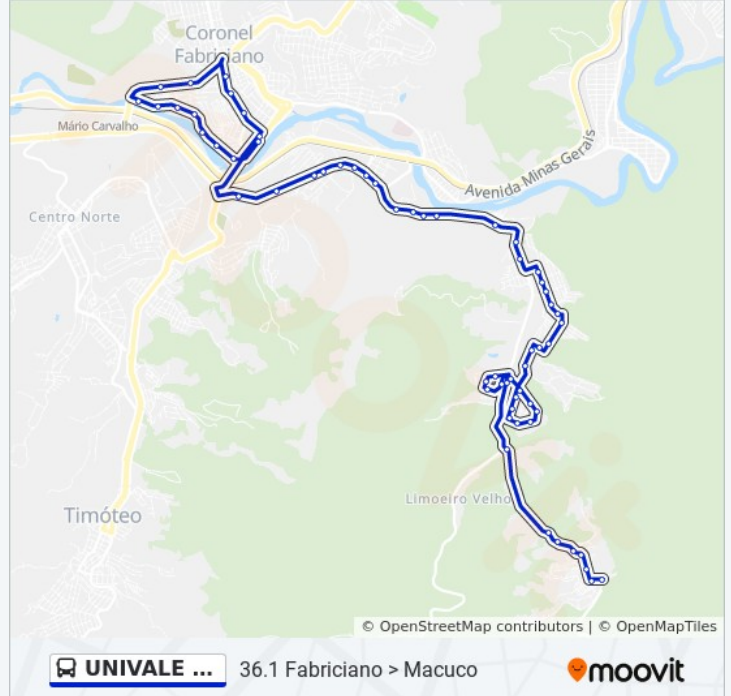 Coronel
Fabriciano
Mário Carvalho
Avenida Minas Gerais
Centro Norte
Limoeiro Velho
Timóteo
© OpenStreetMap contributors | © OpenMapTiles
UNIVALE ...
36.1 Fabriciano > Macuco
moovit